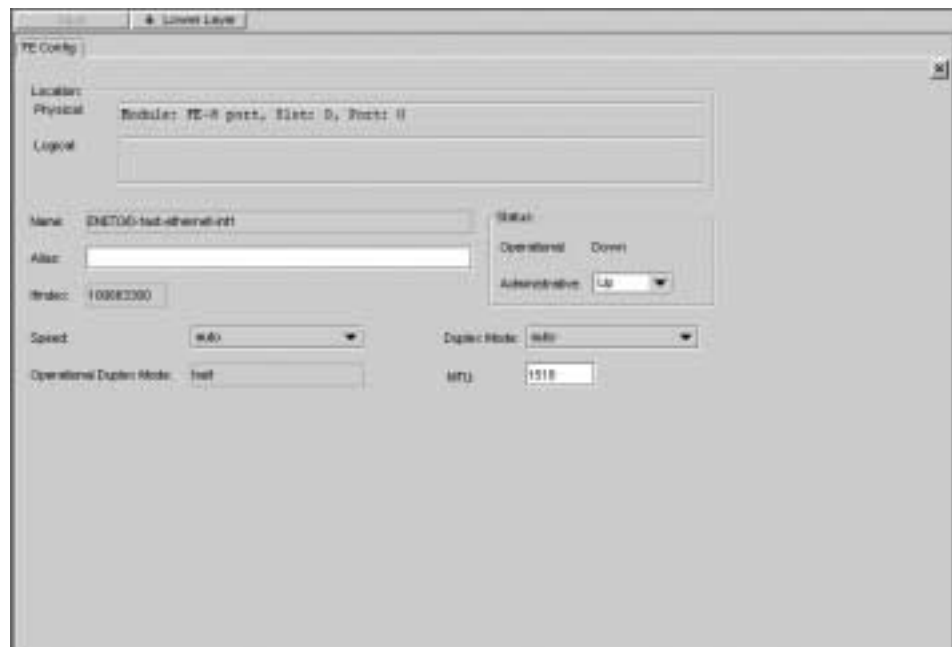 Lower Layer
FE Config
Location
Physical
Module: FE-8 port, Slot: 0, Port: 0
Logical
Name:
Status
Operational Down
Alias:
Administrative Up
IfIndex:
Speed: auto
Duplex Mode: auto
Operational Duplex Mode: half
MTU: 1518